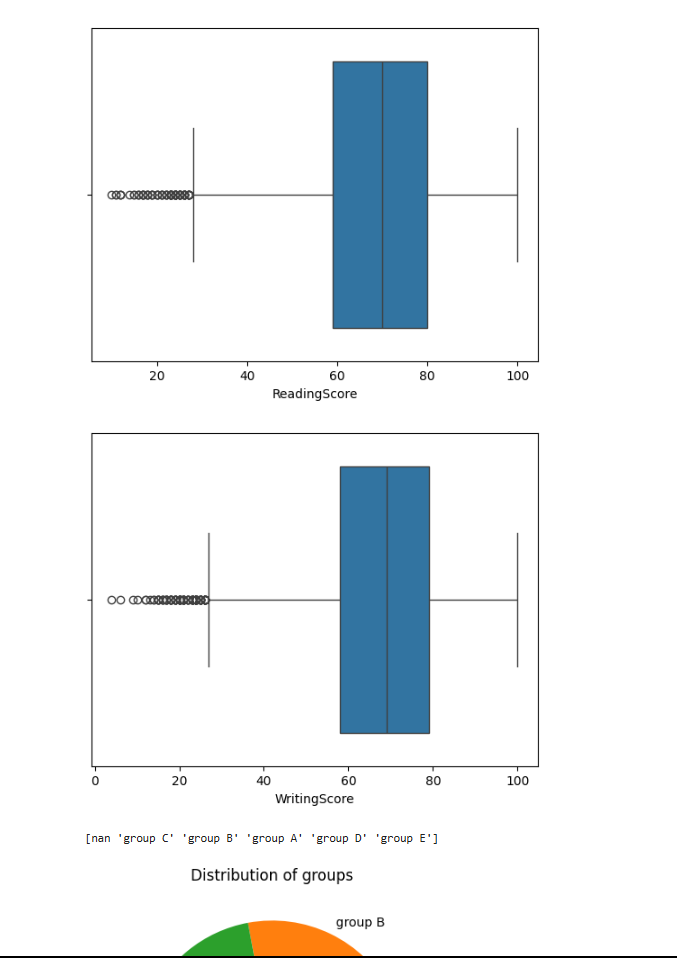 20 40 60 80 100
ReadingScore
0 20 40 60 80 100
WritingScore
[nan 'group C' 'group B' 'group A' 'group D' 'group E']
Distribution of groups
group B